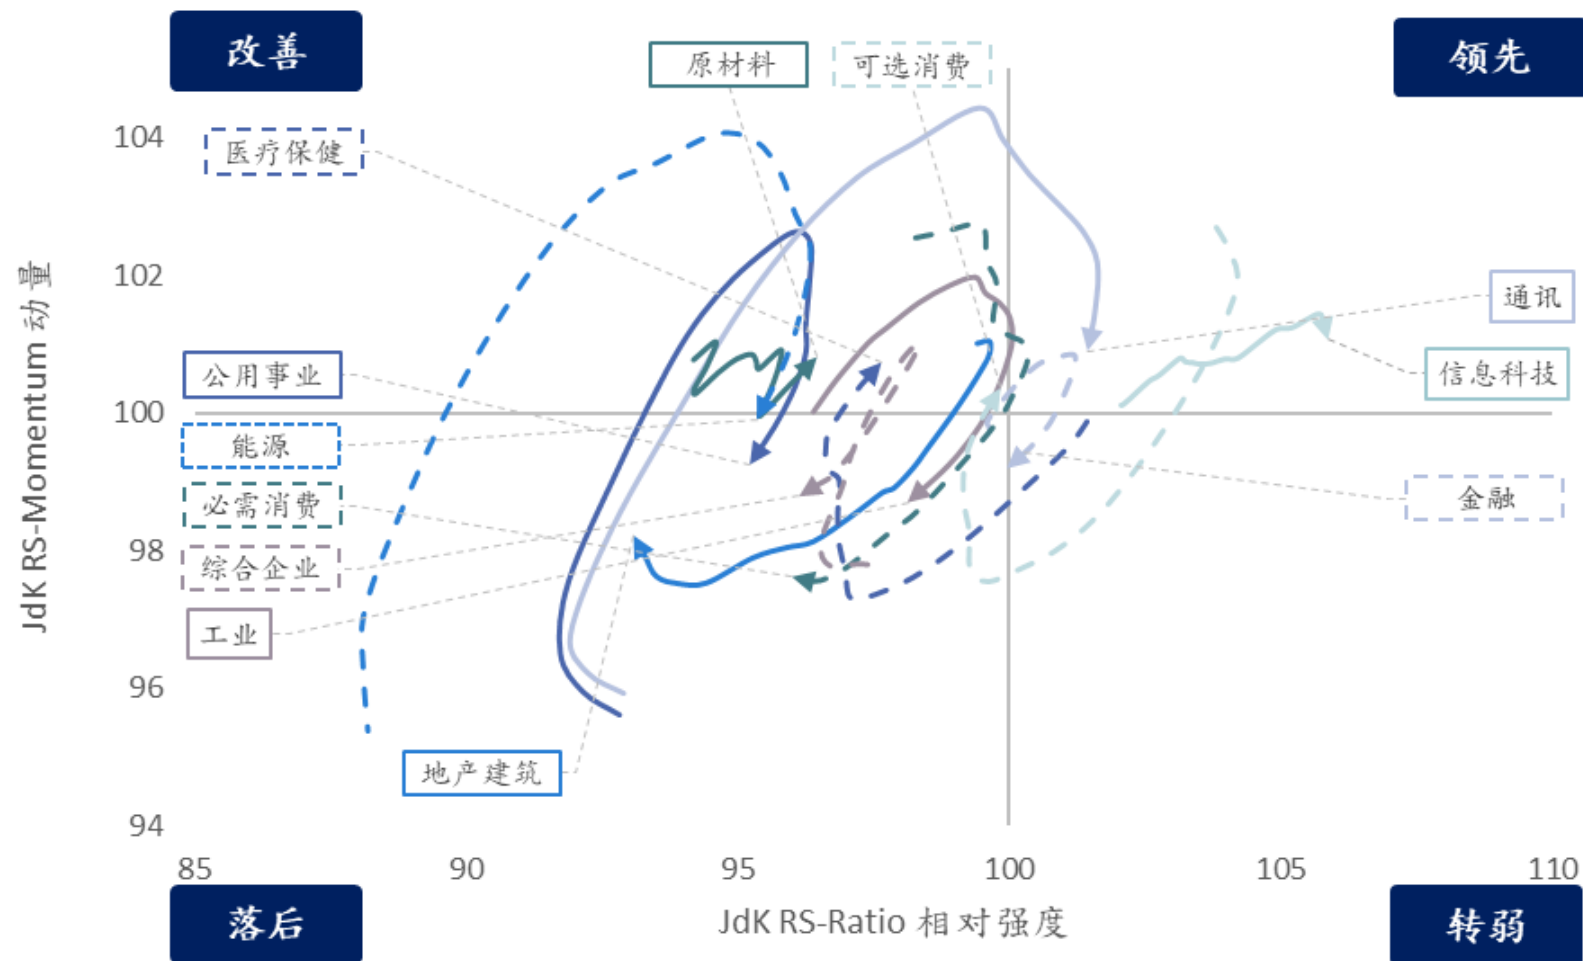 改善
领先
原材料
可选消费
104
医疗保健
102
通讯
公用事业
信息科技
100
能源
必需消费
金融
98
综合企业
工业
96
地产建筑
94
JdK RS-Momentum 动量
85
90
95
100
105
110
落后
JdK RS-Ratio 相对强度
转弱